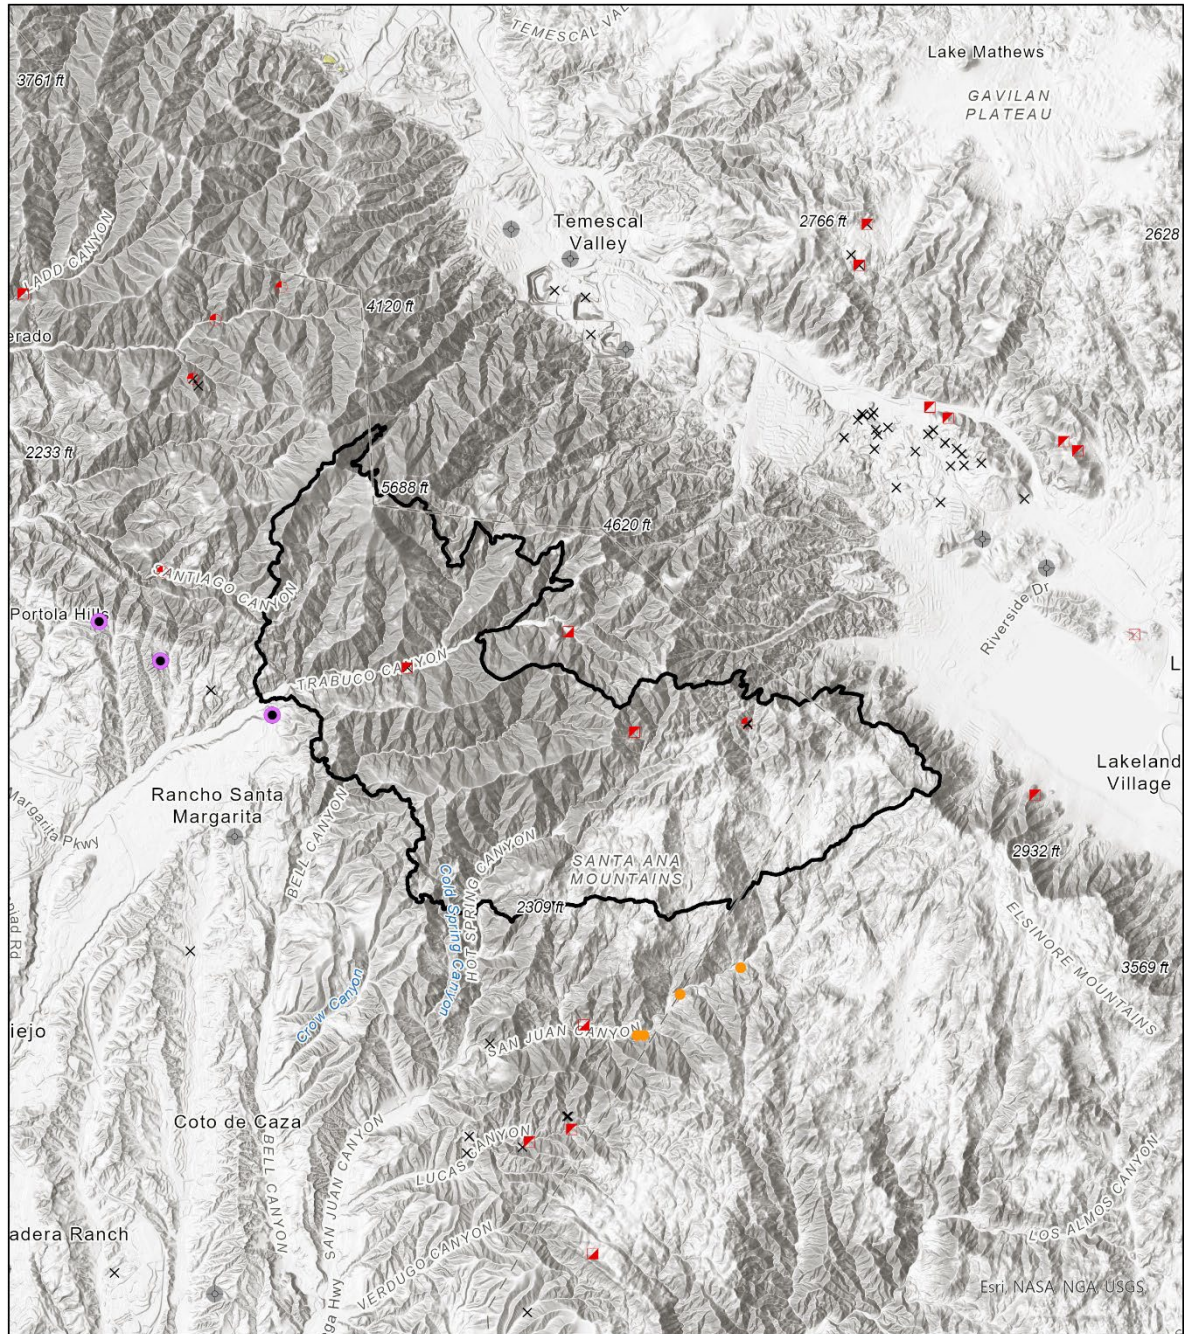 TEMESCAL VAL
Lake Mathews
3761 ft
GAVILAN
PLATEAU
Temescal
Valley
2766 ft
2628
LADD CANYON
4120 ft
erado
2233 ft
5688 ft
4620 ft
SANTIAGO CANYON
Portola Hills
Riverside Dr
L
TRABUCO CANYON
Lakeland
Village
Rancho Santa
Margarita
Margarita Pkwy
BELL CANYON
2932 ft
SANTA ANA
MOUNTAINS
HOT SPRING CANYON
Cold Spring Canyon
2309 ft
ELSINORE MOUNTAINS
3569 ft
Crow Canyon
iejo
SAN JUAN CANYON
Coto de Caza
BELL CANYON
SAN JUAN CANYON
LUCAS CANYON
LOS ALMOS CANYON
adera Ranch
VERDUGO CANYON
ga Hwy
Esri, NASA, NGA, USGS